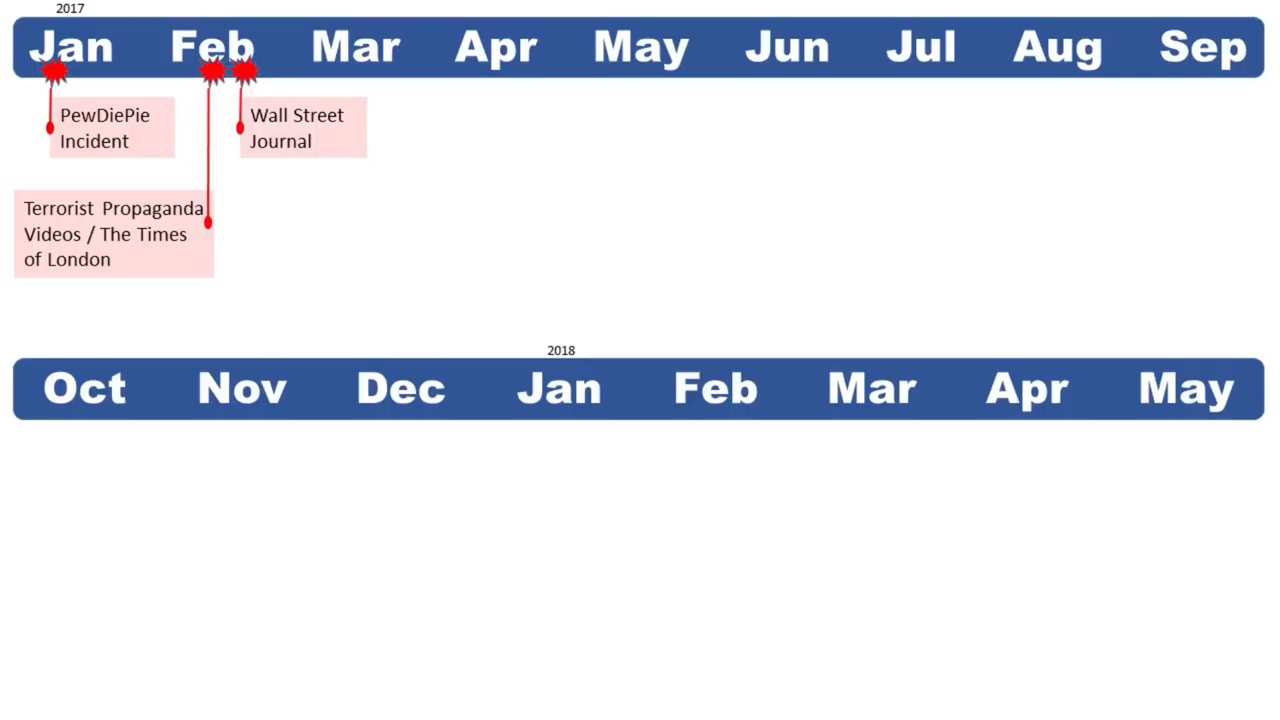 2017
Jan Feb Mar Apr May Jun Jul Aug Sep
PewDiePie
Incident
Wall Street
Journal
Terrorist Propaganda
Videos / The Times
of London
2018
Oct Nov Dec Jan Feb Mar Apr May